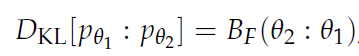 D_KL[p_θ₁ : p_θ₂] = B_F(θ₂ : θ₁),